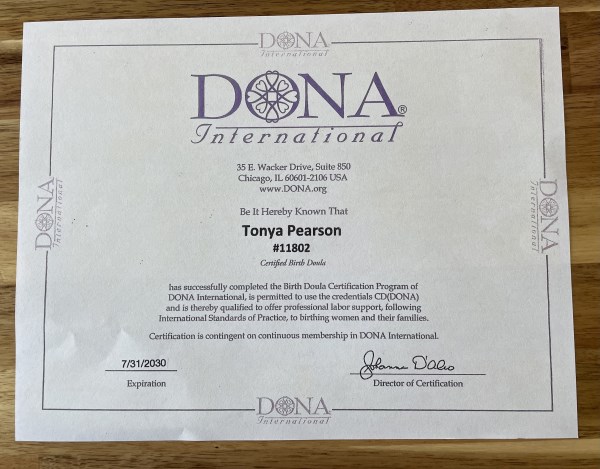 DONA
International
DONA®
International
35 E. Wacker Drive, Suite 850
Chicago, IL 60601-2106 USA
www.DONA.org
DONA
International
DONA
International
Be It Hereby Known That
Tonya Pearson
#11802
Certified Birth Doula
has successfully completed the Birth Doula Certification Program of
DONA International, is permitted to use the credentials CD(DONA)
and is thereby qualified to offer professional labor support, following
International Standards of Practice, to birthing women and their families.
Certification is contingent on continuous membership in DONA International.
7/31/2030
Expiration
Director of Certification
DONA
International